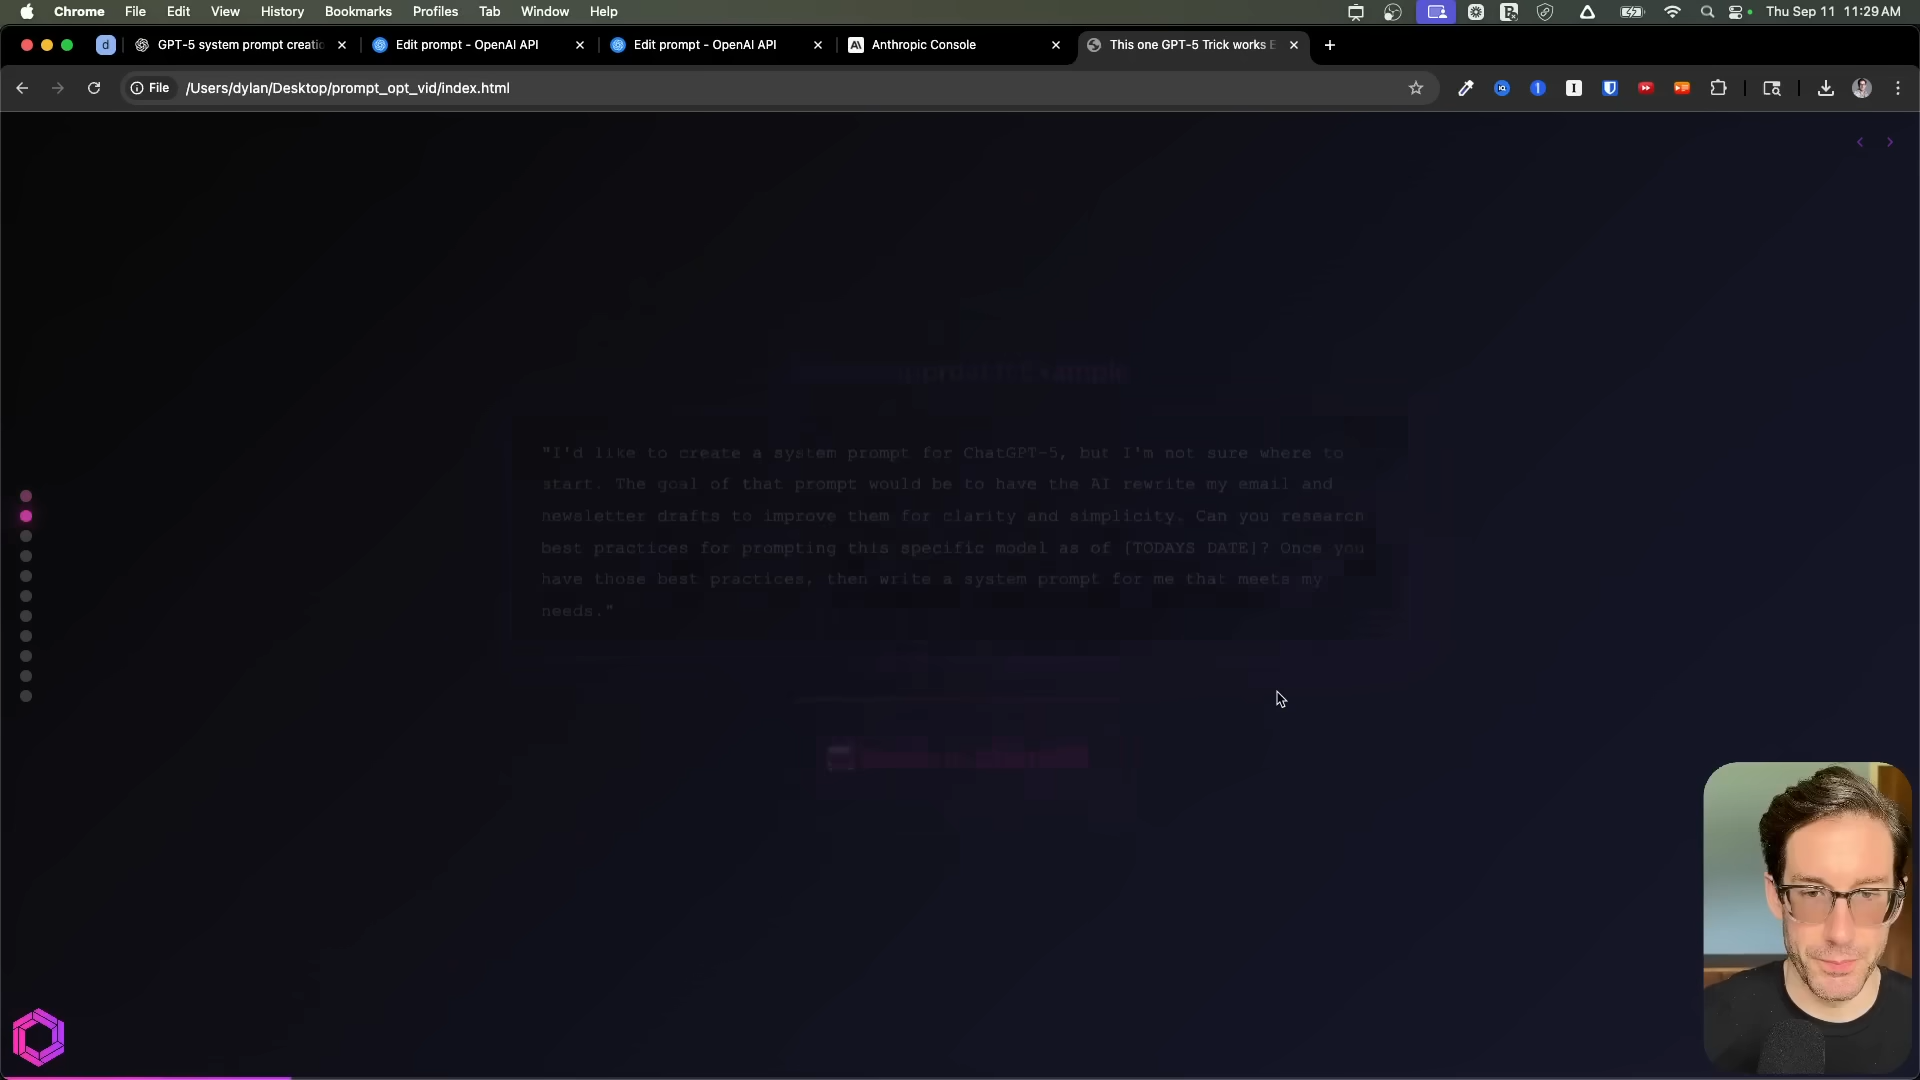 Chrome File Edit View History Bookmarks Profiles Tab Window Help Thu Sep 11 11:29 AM
d GPT-5 system prompt creatio Edit prompt - OpenAI API Edit prompt - OpenAI API Anthropic Console This one GPT-5 Trick works E
File /Users/dylan/Desktop/prompt_opt_vid/index.html
Example
"I'd like to create a system prompt for ChatGPT-5, but I'm not sure where to
start. The goal of that prompt would be to have the AI rewrite my email and
newsletter drafts to improve them for clarity and simplicity. Can you research
best practices for prompting this specific model as of [TODAYS DATE]? Once you
have those best practices, then write a system prompt for me that meets my
needs."